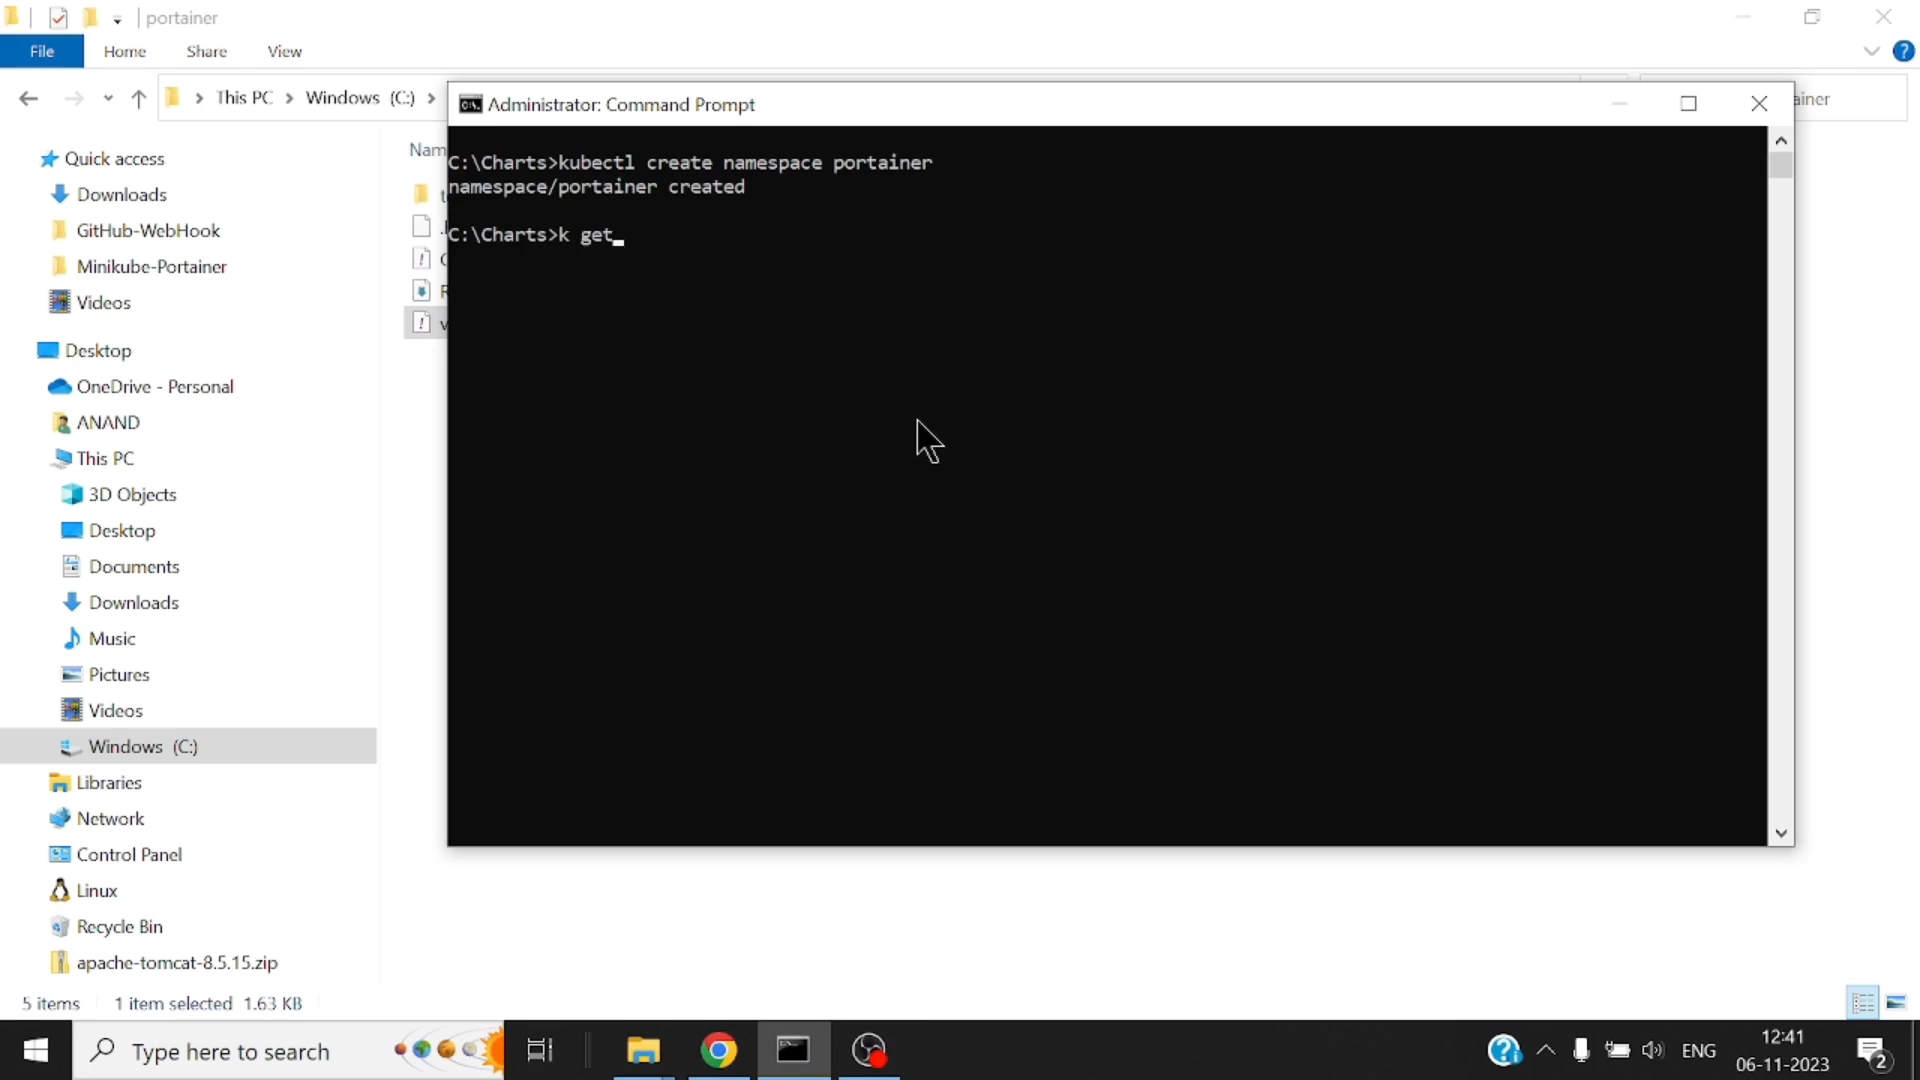 portainer
File
Home
Share
View
This PC
Windows (C:)
Administrator: Command Prompt
C:\Charts>kubectl create namespace portainer
namespace/portainer created
C:\Charts>k get
Quick access
Downloads
GitHub-WebHook
Minikube-Portainer
Videos
Desktop
OneDrive - Personal
ANAND
This PC
3D Objects
Desktop
Documents
Downloads
Music
Pictures
Videos
Windows (C:)
Libraries
Network
Control Panel
Linux
Recycle Bin
apache-tomcat-8.5.15.zip
5 items
1 item selected 1.63 KB
Type here to search
ENG
12:41
06-11-2023
2